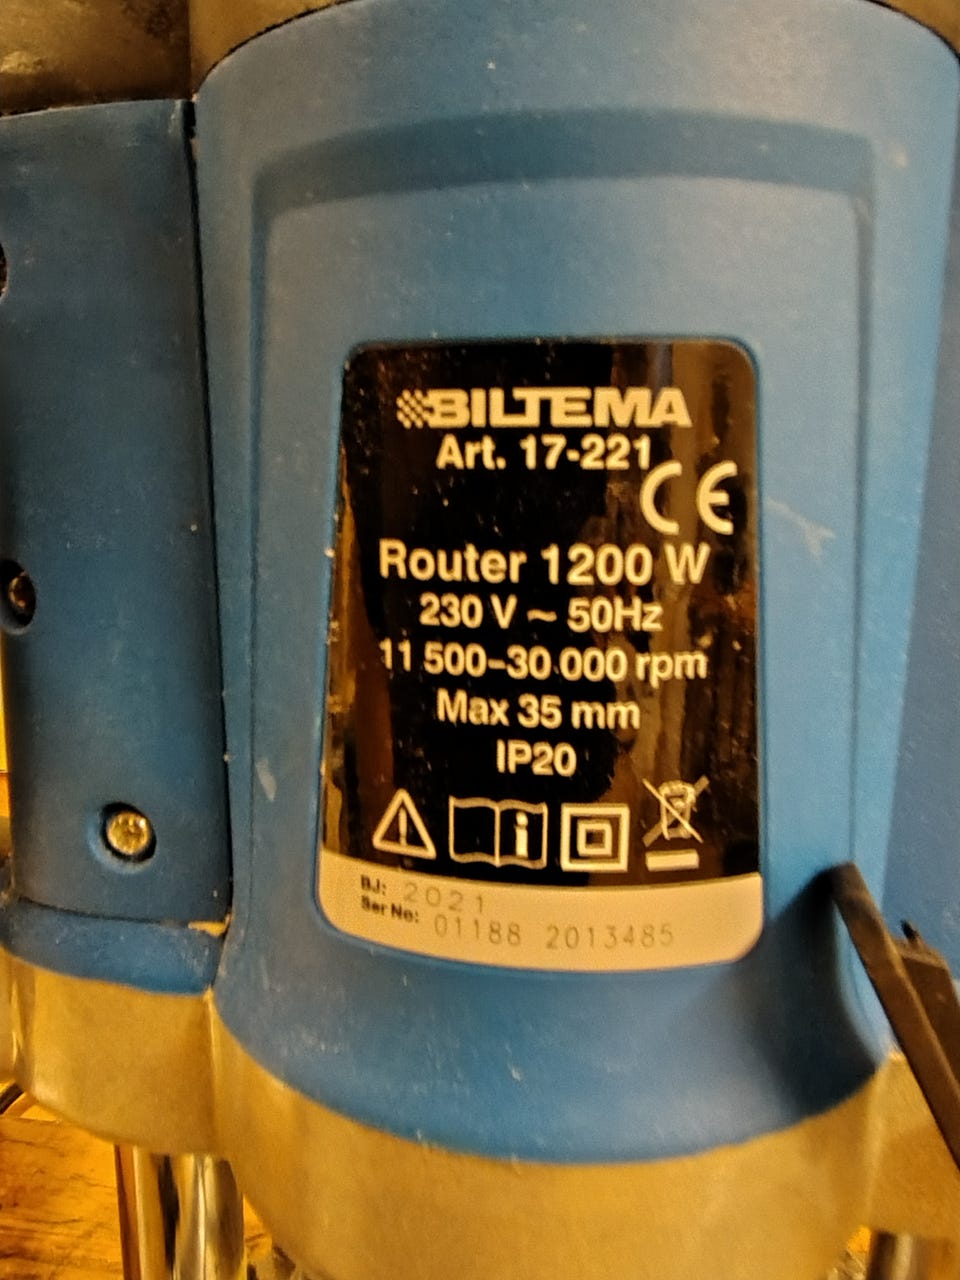 BILTEMA
Art. 17-221
CE
Router 1200 W
230 V ~ 50Hz
11 500-30 000 rpm
Max 35 mm
IP20
BJ: 2021
Ser No: 01188 2013485